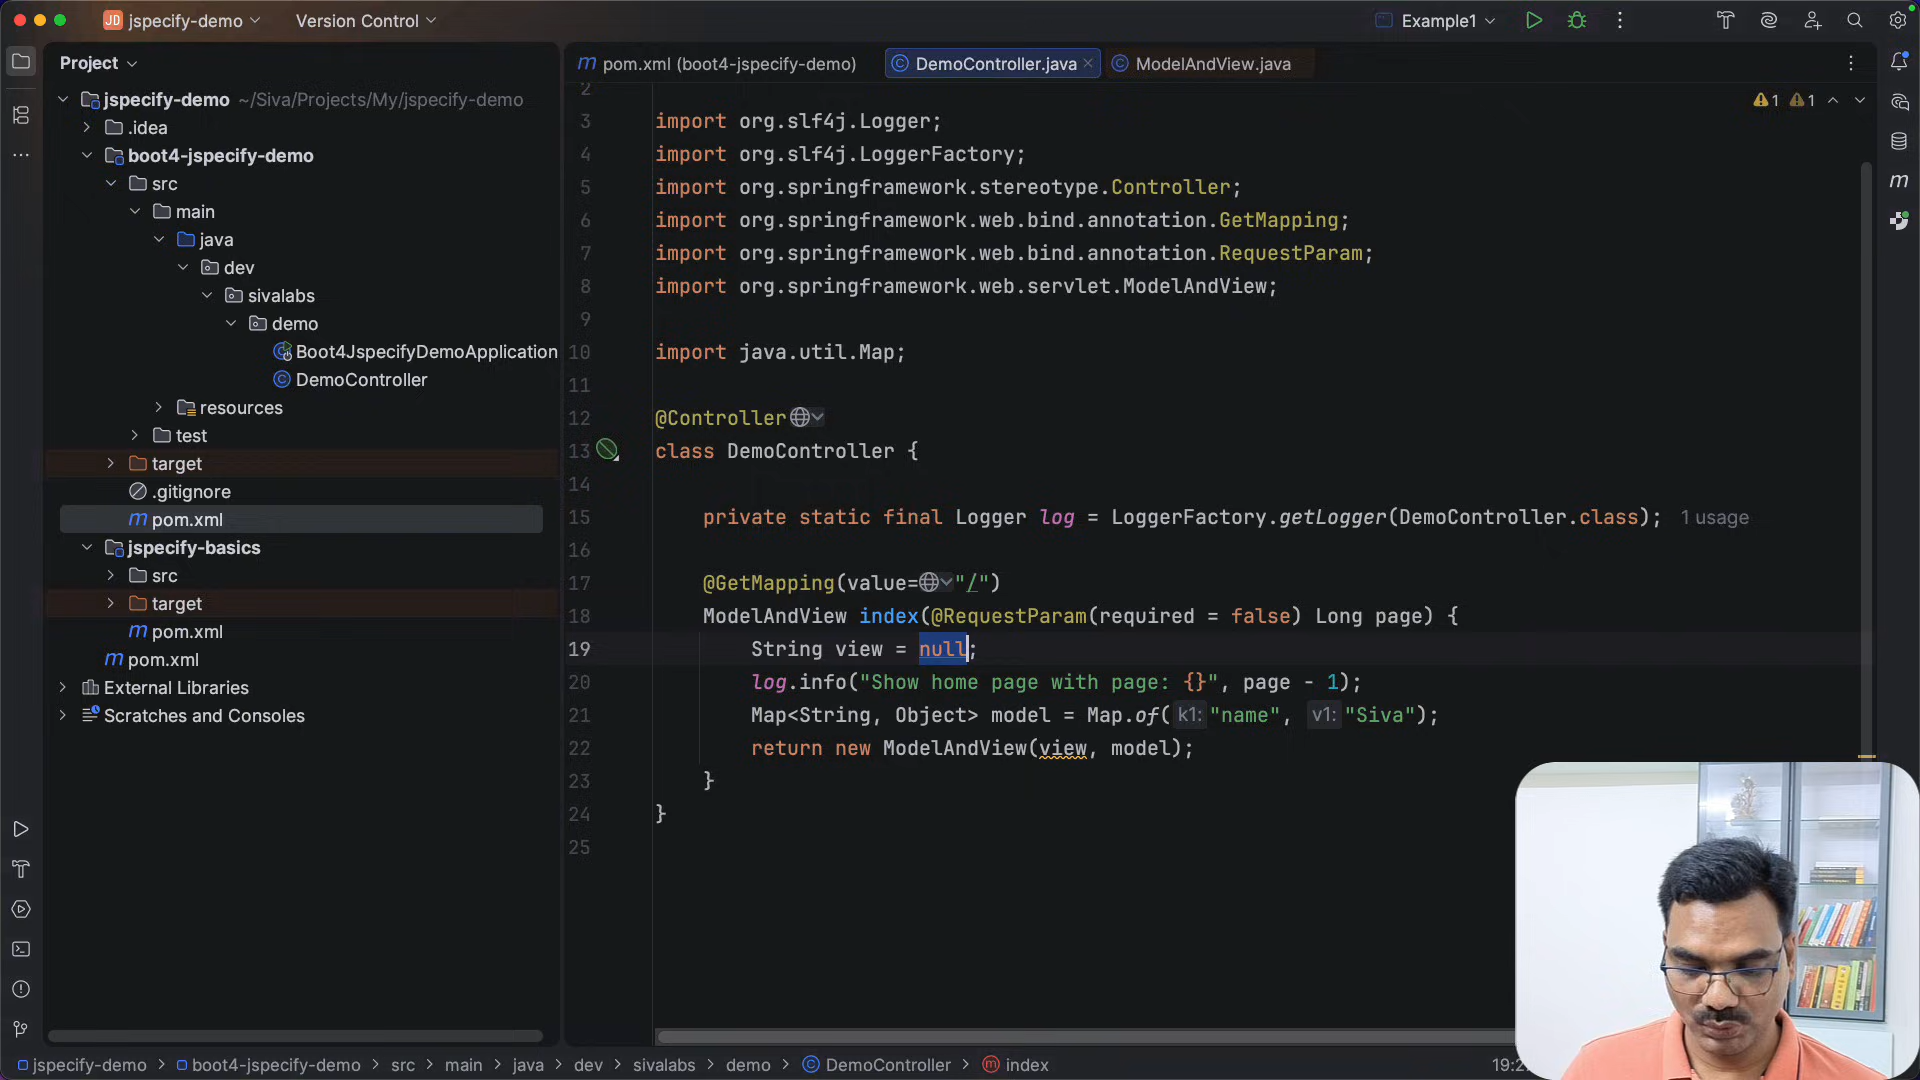 JD jspecify-demo Version Control Example1
Project
pom.xml (boot4-jspecify-demo) DemoController.java ModelAndView.java
jspecify-demo ~/Siva/Projects/My/jspecify-demo
.idea
boot4-jspecify-demo
src
main
java
dev
sivalabs
demo
Boot4JspecifyDemoApplication
DemoController
resources
test
target
.gitignore
pom.xml
jspecify-basics
src
target
pom.xml
pom.xml
External Libraries
Scratches and Consoles
1 1
2
3 import org.slf4j.Logger;
4 import org.slf4j.LoggerFactory;
5 import org.springframework.stereotype.Controller;
6 import org.springframework.web.bind.annotation.GetMapping;
7 import org.springframework.web.bind.annotation.RequestParam;
8 import org.springframework.web.servlet.ModelAndView;
9
10 import java.util.Map;
11
12 @Controller
13 class DemoController {
14
15 private static final Logger log = LoggerFactory.getLogger(DemoController.class); 1 usage
16
17 @GetMapping(value="/")
18 ModelAndView index(@RequestParam(required = false) Long page) {
19 String view = null;
20 log.info("Show home page with page: {}", page - 1);
21 Map<String, Object> model = Map.of( k1: "name", v1: "Siva");
22 return new ModelAndView(view, model);
23 }
24 }
25
jspecify-demo > boot4-jspecify-demo > src > main > java > dev > sivalabs > demo > DemoController > index